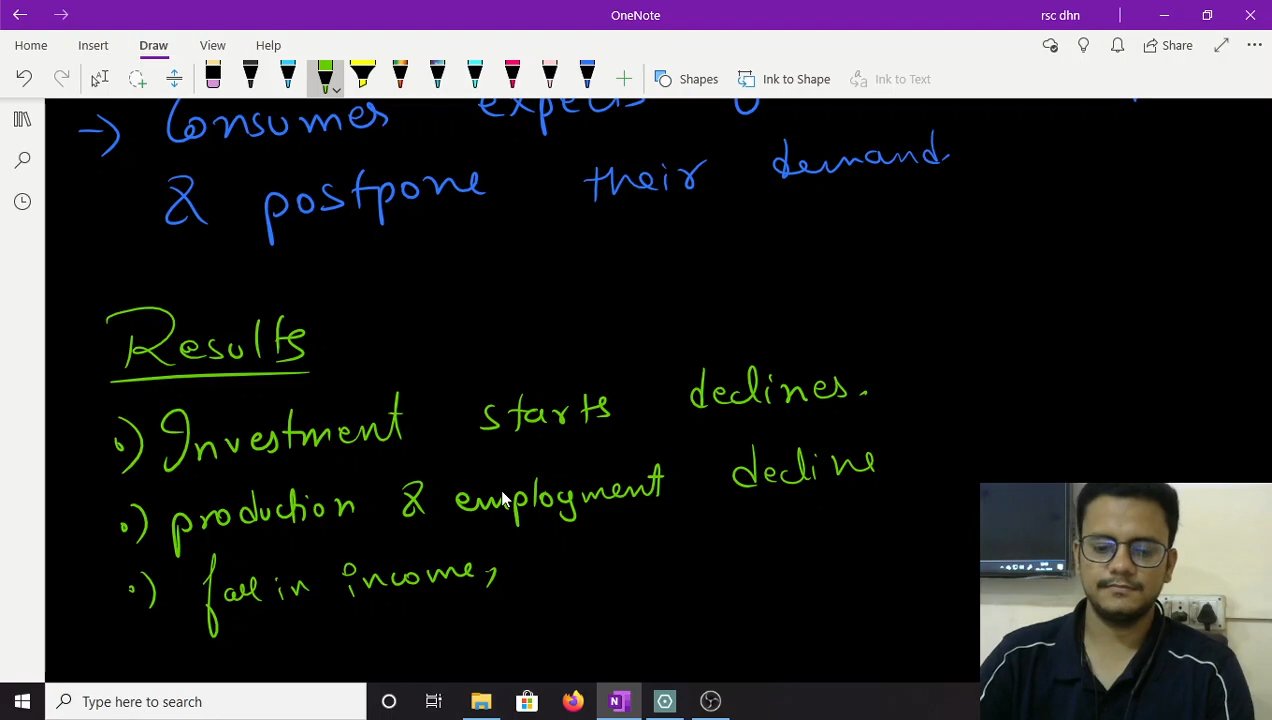 OneNote
rsc dhn
Home Insert Draw View Help
Share
Shapes Ink to Shape Ink to Text
-> Consumes expects
& postpone their demand.
Results
•) Investment starts declines.
•) production & employment decline
•) fall in income,
Type here to search